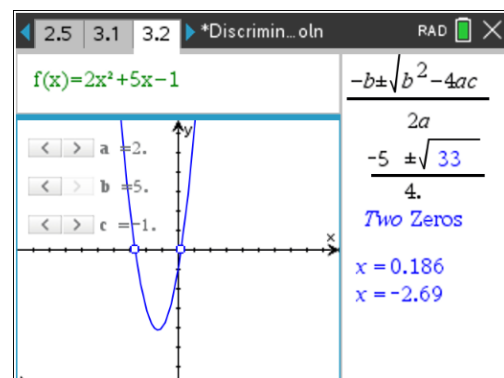 2.5 3.1 3.2 *Discrimin...oln RAD
f(x)=2x²+5x−1
y
< > a =2.
< > b =5.
< > c =-1.
x
-b±√b²-4ac
2a
-5 ±√ 33
4.
Two Zeros
x = 0.186
x = -2.69